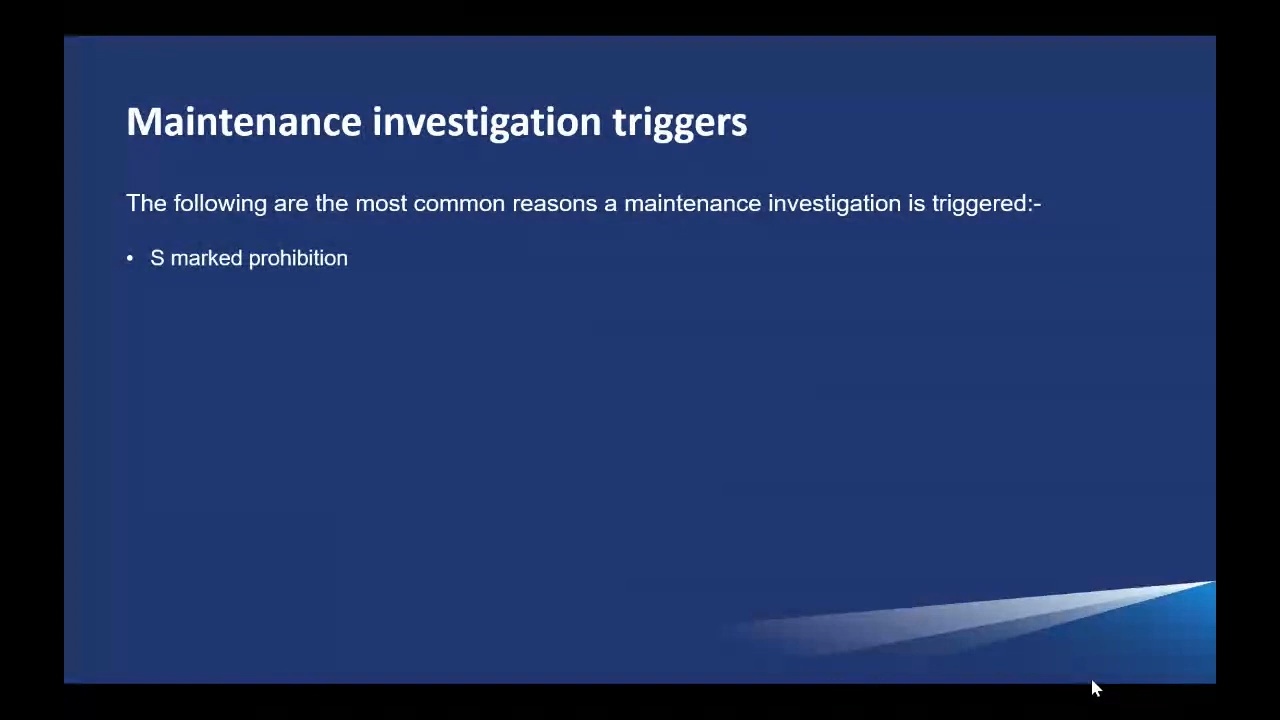 Maintenance investigation triggers
The following are the most common reasons a maintenance investigation is triggered:-
• S marked prohibition